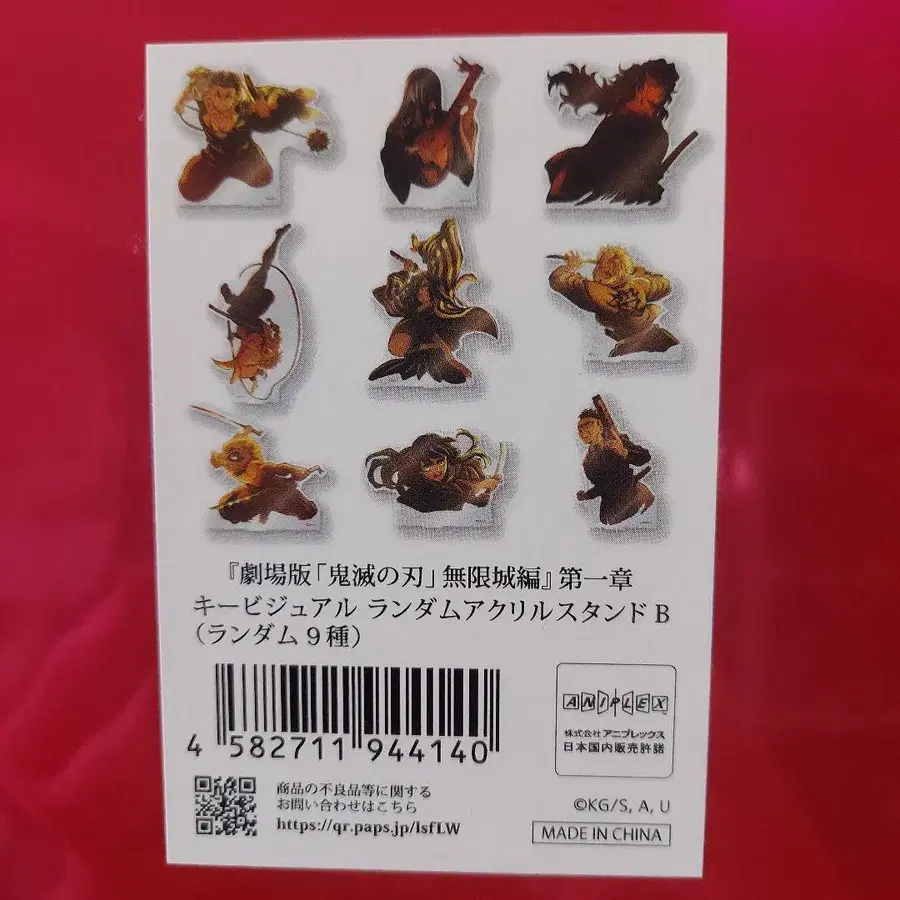 『劇場版「鬼滅の刃」無限城編』第一章
キービジュアル ランダムアクリルスタンド B
（ランダム９種）
4 582711 944140
ANIPLEX
株式会社 アニプレックス
日本国内販売許諾
商品の不良品等に関する
お問い合わせはこちら
https://qr.paps.jp/lsfLW
©KG/S, A, U
MADE IN CHINA